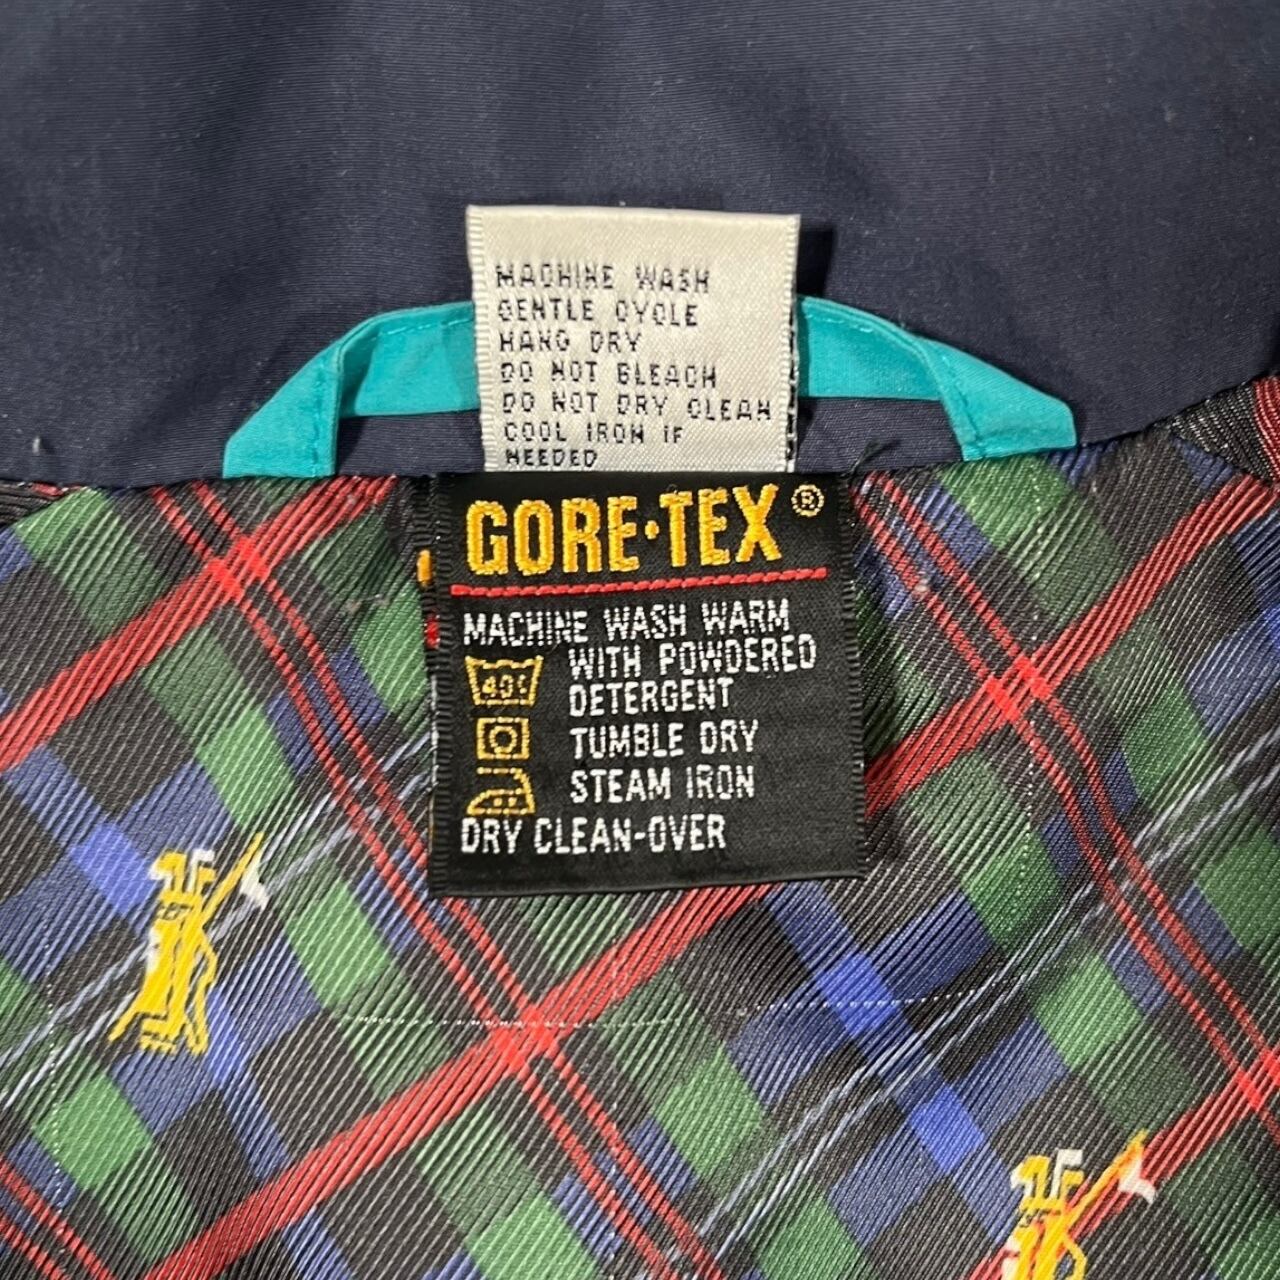 MACHINE WASH
GENTLE CYCLE
HANG DRY
DO NOT BLEACH
DO NOT DRY CLEAN
COOL IRON IF
NEEDED
GORE·TEX®
MACHINE WASH WARM
WITH POWDERED
40°
DETERGENT
TUMBLE DRY
STEAM IRON
DRY CLEAN-OVER